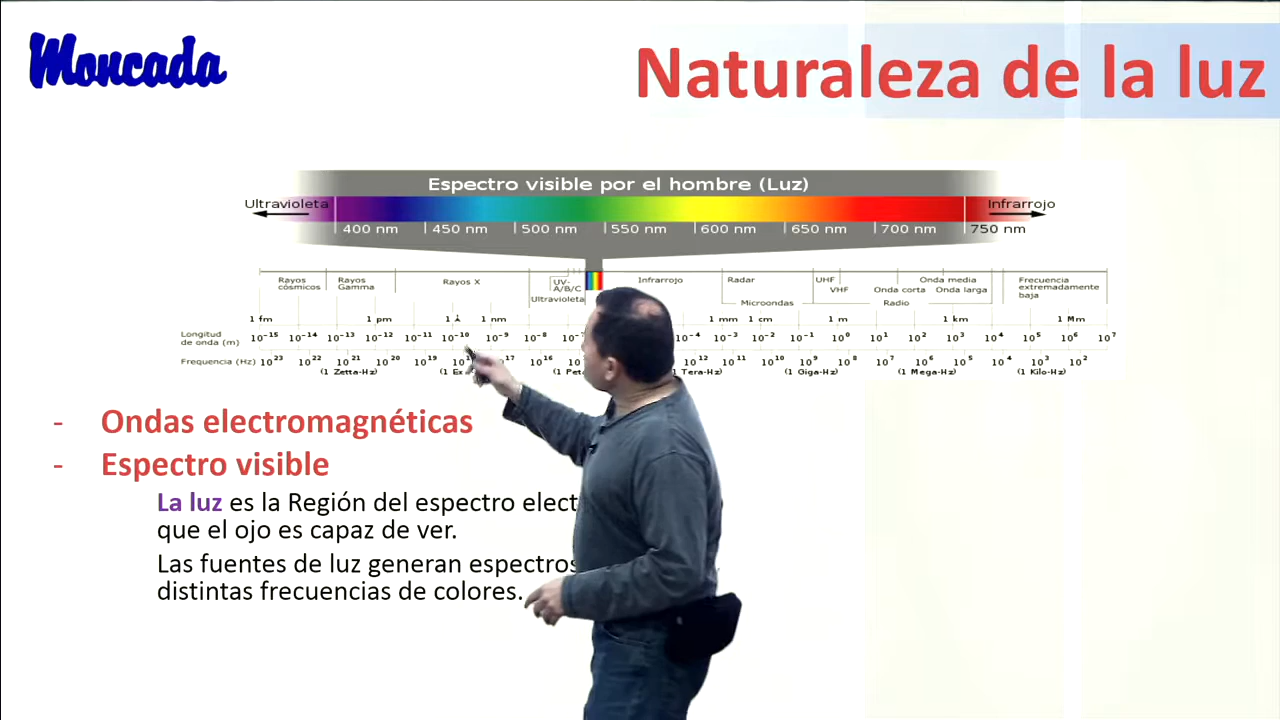 Moncada
Naturaleza de la luz
Espectro visible por el hombre (Luz)
Ultravioleta
Infrarrojo
400 nm 450 nm 500 nm 550 nm 600 nm 650 nm 700 nm 750 nm
Rayos cósmicos
Rayos Gamma
Rayos X
UV-A/B/C
Ultravioleta
Infrarrojo
Radar
Microondas
UHF
VHF
Onda corta
Onda media
Onda larga
Radio
Frecuencia extremadamente baja
1 fm 1 pm 1 Å 1 nm 1 mm 1 cm 1 m 1 km 1 Mm
Longitud de onda (m) 10⁻¹⁵ 10⁻¹⁴ 10⁻¹³ 10⁻¹² 10⁻¹¹ 10⁻¹⁰ 10⁻⁹ 10⁻⁸ 10⁻⁴ 10⁻³ 10⁻² 10⁻¹ 10⁰ 10¹ 10² 10³ 10⁴ 10⁵ 10⁶ 10⁷
Frecuencia (Hz) 10²³ 10²² 10²¹ 10²⁰ 10¹⁹ 10¹⁶ 10¹² 10¹¹ 10¹⁰ 10⁹ 10⁸ 10⁷ 10⁶ 10⁵ 10⁴ 10³ 10²
(1 Zetta-Hz) (1 Tera-Hz) (1 Giga-Hz) (1 Mega-Hz) (1 Kilo-Hz)
- Ondas electromagnéticas
- Espectro visible
La luz es la Región del espectro
que el ojo es capaz de ver.
Las fuentes de luz generan espectros
distintas frecuencias de colores.